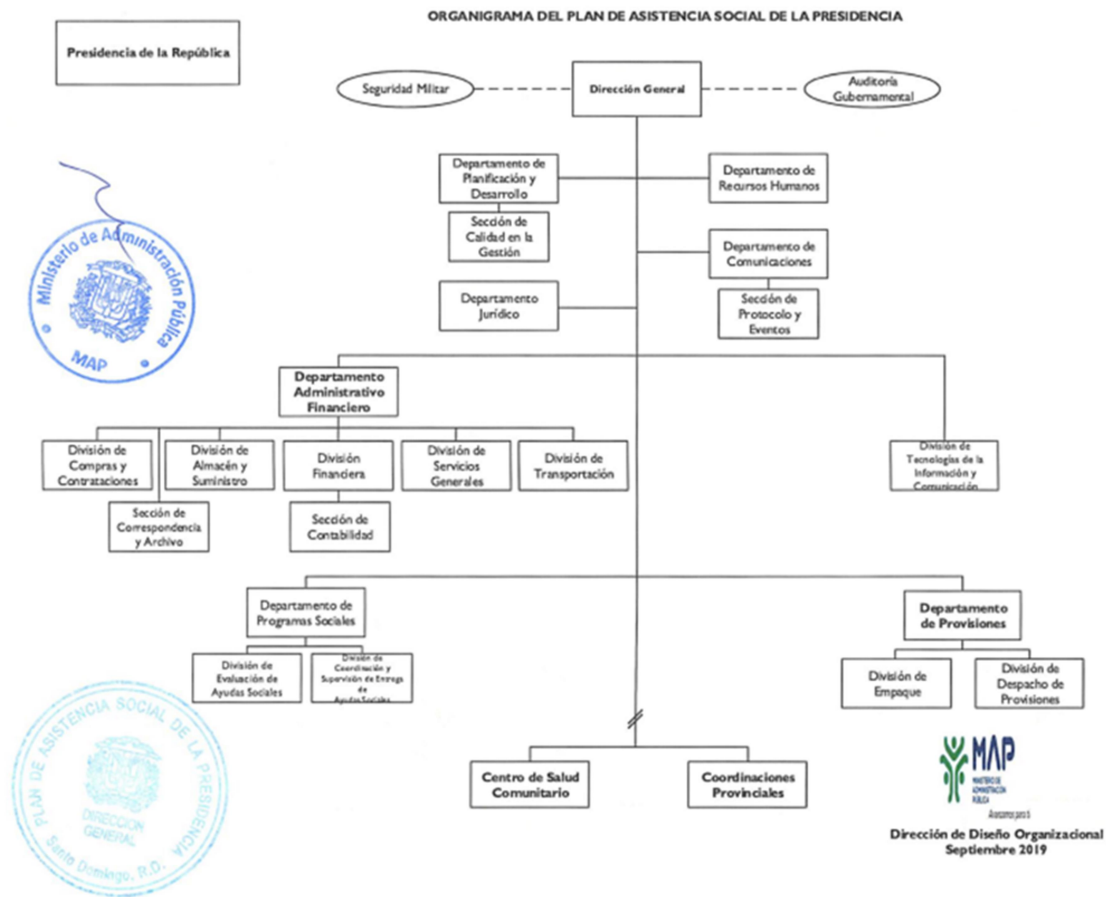 ORGANIGRAMA DEL PLAN DE ASISTENCIA SOCIAL DE LA PRESIDENCIA
Presidencia de la República
Seguridad Militar
Dirección General
Auditoría
Gubernamental
Departamento de
Planificación y
Desarrollo
Departamento de
Recursos Humanos
Sección de
Calidad en la
Gestión
Departamento de
Comunicaciones
Departamento
Jurídico
Sección de
Protocolo y
Eventos
Ministerio de Administración Pública
MAP
Departamento
Administrativo
Financiero
División de
Compras y
Contrataciones
División de
Almacén y
Suministro
División
Financiera
División de
Servicios
Generales
División de
Transportación
División de
Tecnologías de la
Información y
Comunicación
Sección de
Correspondencia
y Archivo
Sección de
Contabilidad
Departamento de
Programas Sociales
Departamento
de Provisiones
División de
Evaluación de
Ayudas Sociales
División de
Coordinación y
Supervisión de Entrega
de
Ayudas Sociales
División de
Empaque
División de
Despacho de
Provisiones
PLAN DE ASISTENCIA SOCIAL DE LA PRESIDENCIA
DIRECCION
GENERAL
Santo Domingo, R.D.
Centro de Salud
Comunitario
Coordinaciones
Provinciales
MAP
MINISTERIO DE
ADMINISTRACIÓN
PÚBLICA
Dirección de Diseño Organizacional
Septiembre 2019